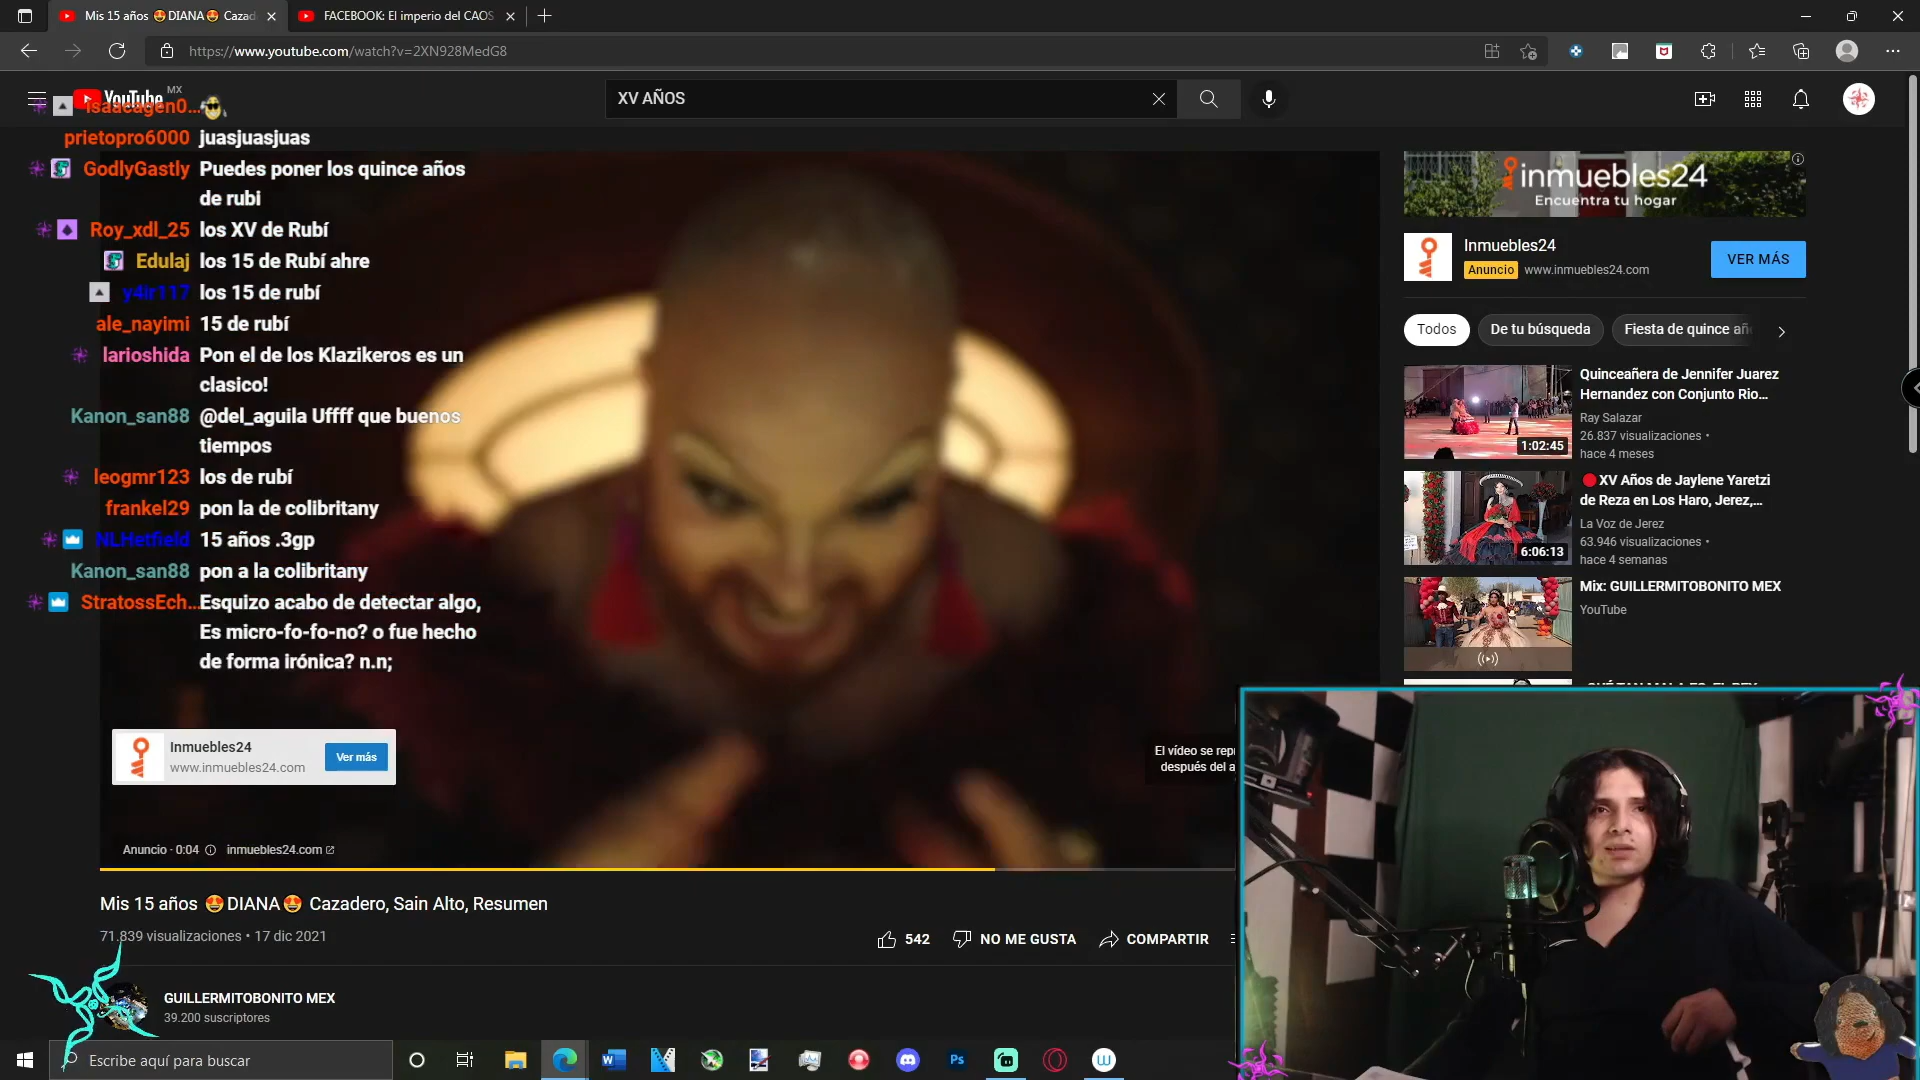 Mis 15 años 🤩DIANA🤩 Cazad
FACEBOOK: El imperio del CAOS
https://www.youtube.com/watch?v=2XN928MedG8
YouTube MX
XV AÑOS
isaacagen0...
prietopro6000 juasjuasjuas
GodlyGastly Puedes poner los quince años
de rubi
Roy_xdl_25 los XV de Rubí
Edulaj los 15 de Rubí ahre
y4ir117 los 15 de rubí
ale_nayimi 15 de rubí
larioshida Pon el de los Klazikeros es un
clasico!
Kanon_san88 @del_aguila Uffff que buenos
tiempos
leogmr123 los de rubí
frankel29 pon la de colibritany
NLHetfield 15 años .3gp
Kanon_san88 pon a la colibritany
StratossEch... Esquizo acabo de detectar algo,
Es micro-fo-fo-no? o fue hecho
de forma irónica? n.n;
Inmuebles24
www.inmuebles24.com
Ver más
El vídeo se repr
después del a
Anuncio · 0:04 inmuebles24.com
Mis 15 años 🤩DIANA🤩 Cazadero, Sain Alto, Resumen
71.839 visualizaciones • 17 dic 2021
542 NO ME GUSTA COMPARTIR
GUILLERMITOBONITO MEX
39.200 suscriptores
inmuebles24
Encuentra tu hogar
Inmuebles24
Anuncio www.inmuebles24.com
VER MÁS
Todos De tu búsqueda Fiesta de quince añ
Quinceañera de Jennifer Juarez
Hernandez con Conjunto Rio...
Ray Salazar
26.837 visualizaciones •
hace 4 meses
1:02:45
🔴XV Años de Jaylene Yaretzi
de Reza en Los Haro, Jerez,...
La Voz de Jerez
63.946 visualizaciones •
hace 4 semanas
6:06:13
Mix: GUILLERMITOBONITO MEX
YouTube
Escribe aquí para buscar
W
Ps
W